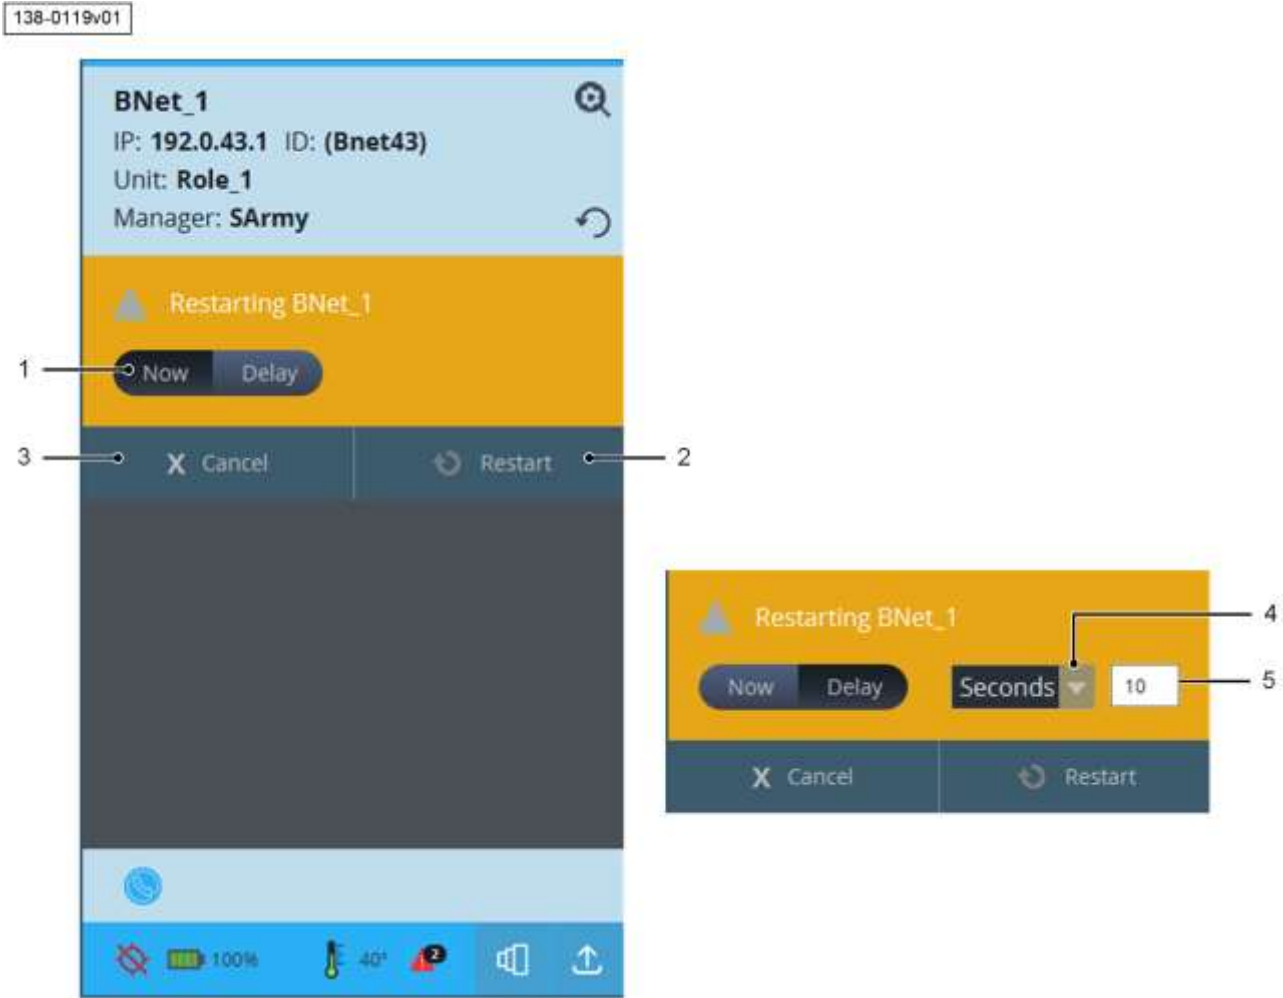 138-0119v01
BNet_1
IP: 192.0.43.1 ID: (Bnet43)
Unit: Role_1
Manager: SArmy
Restarting BNet_1
1
Now Delay
3
X Cancel
Restart
2
Restarting BNet_1
4
Now Delay
Seconds
10
5
X Cancel
Restart
100%
40°
2